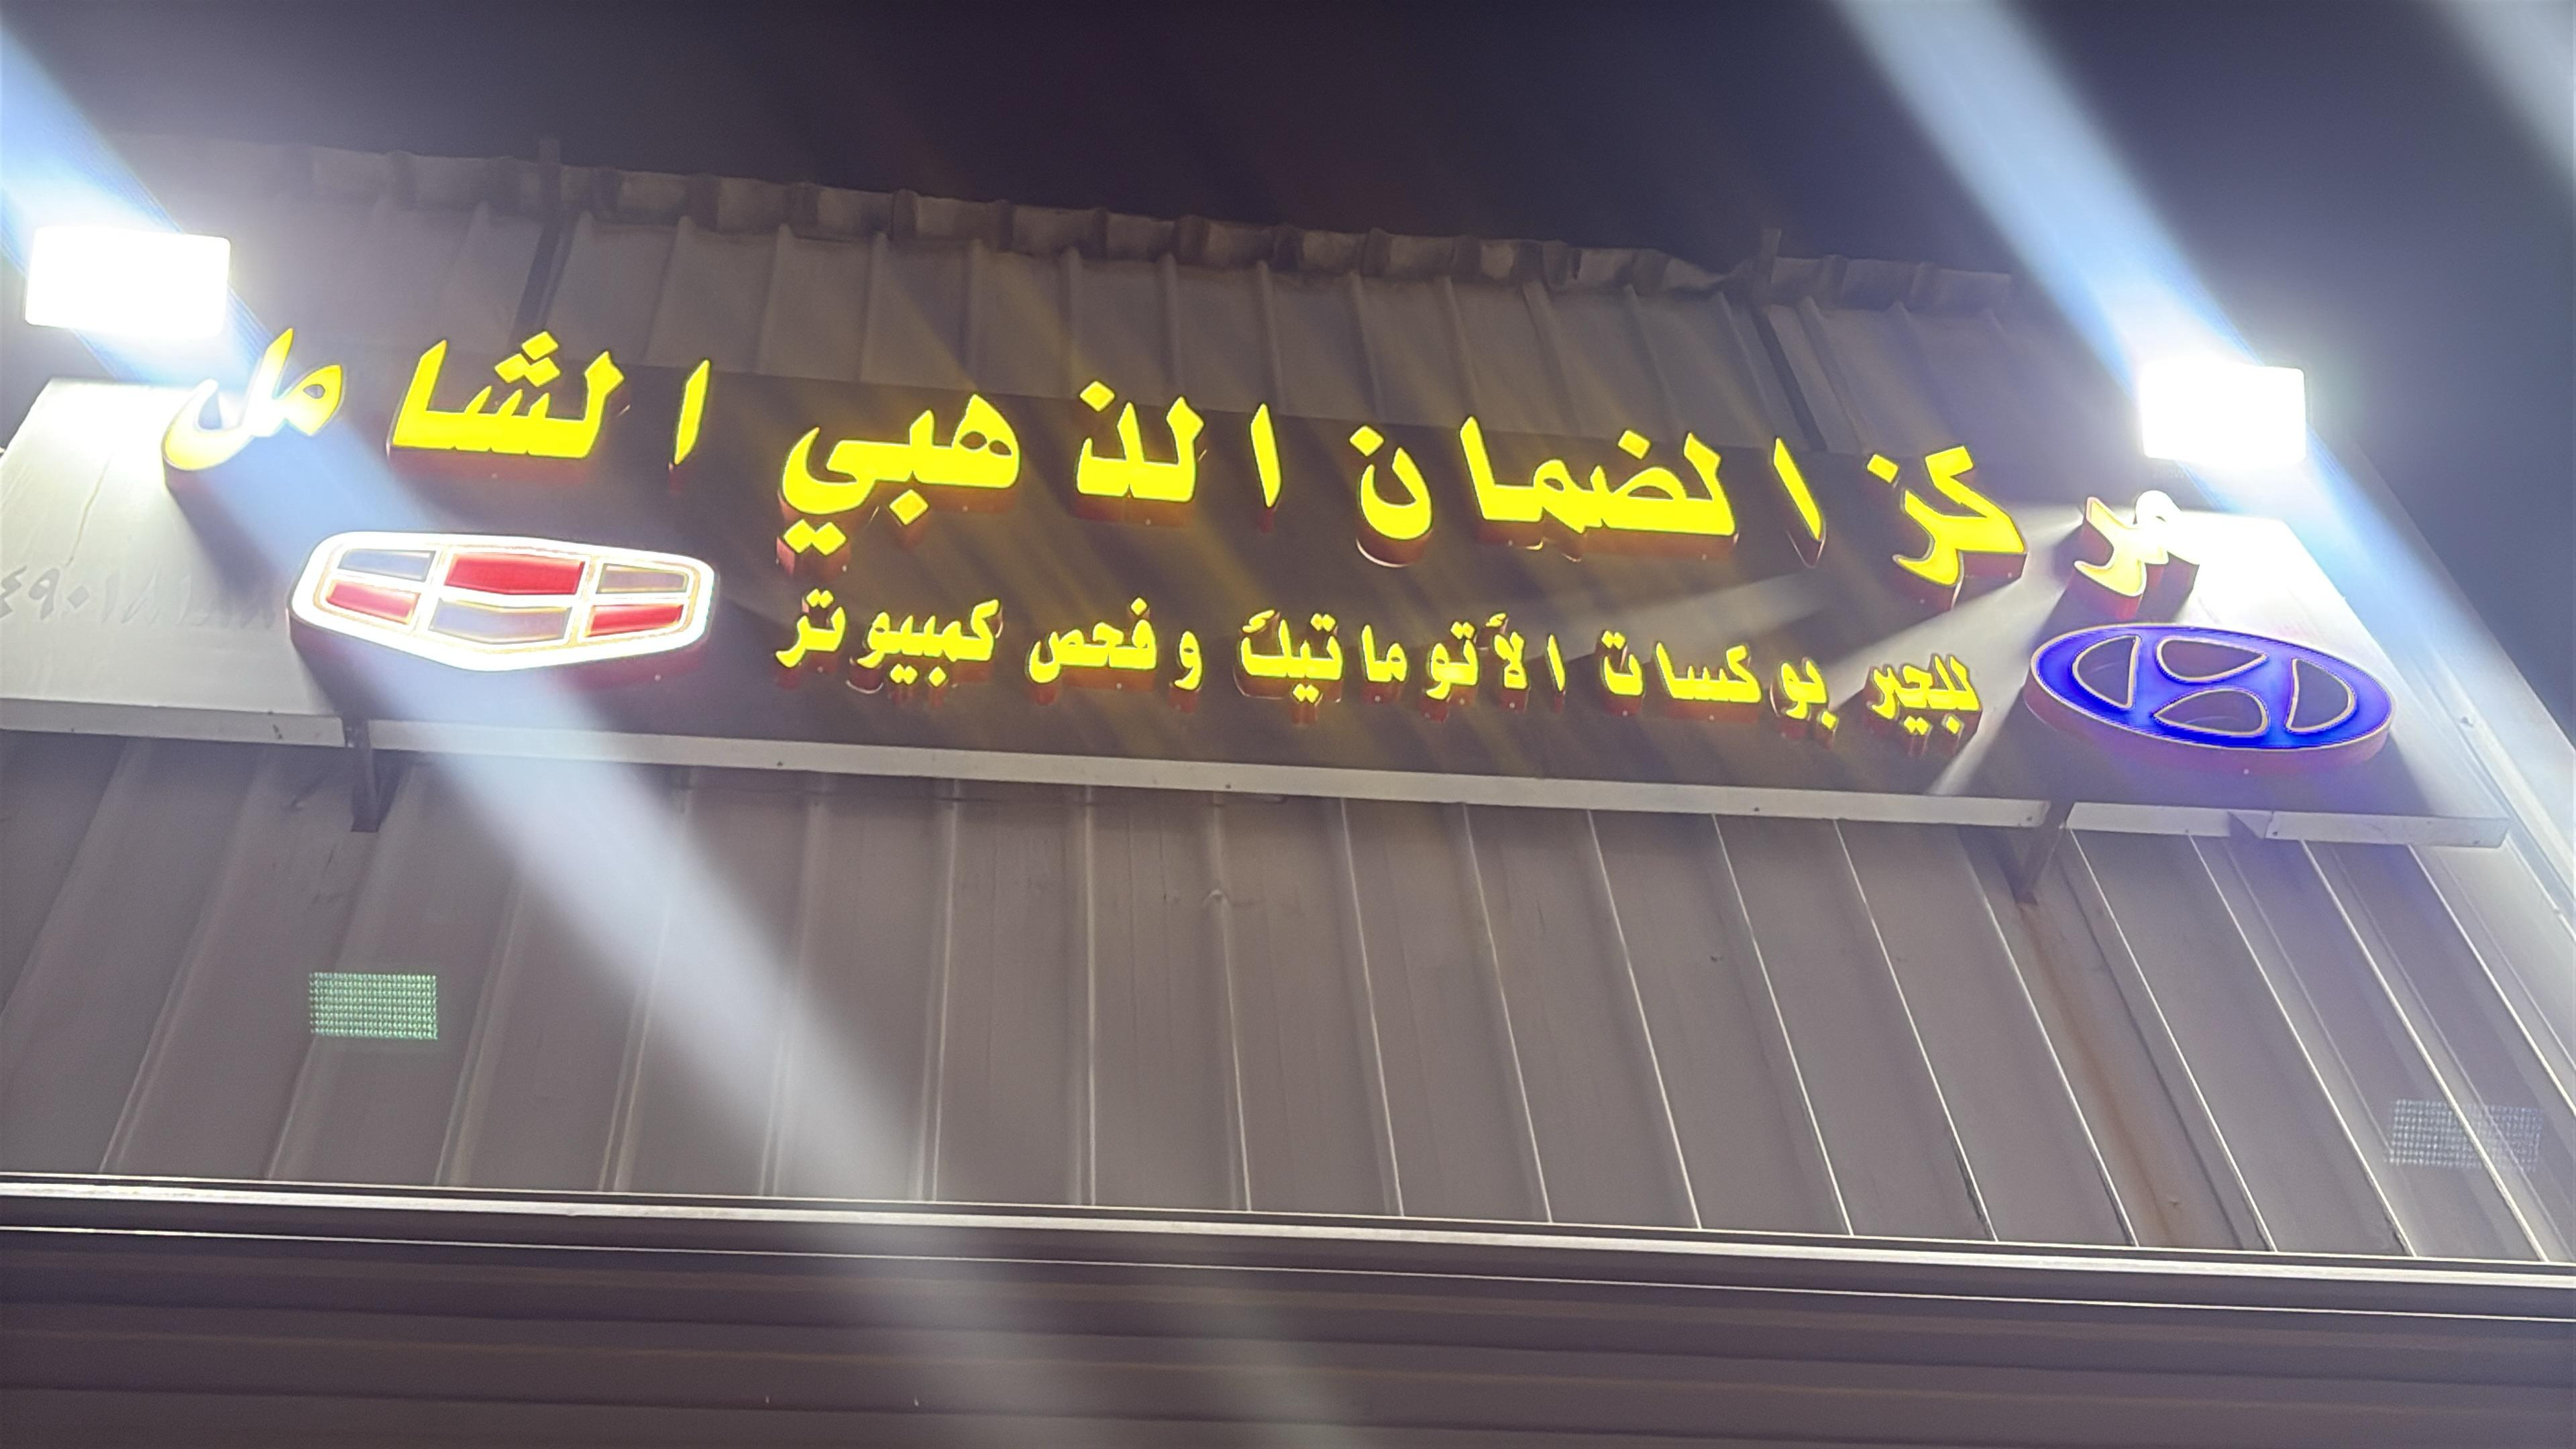 مركز الضمان الذهبي الشامل
للجير بوكسات الأتوماتيك وفحص كمبيوتر